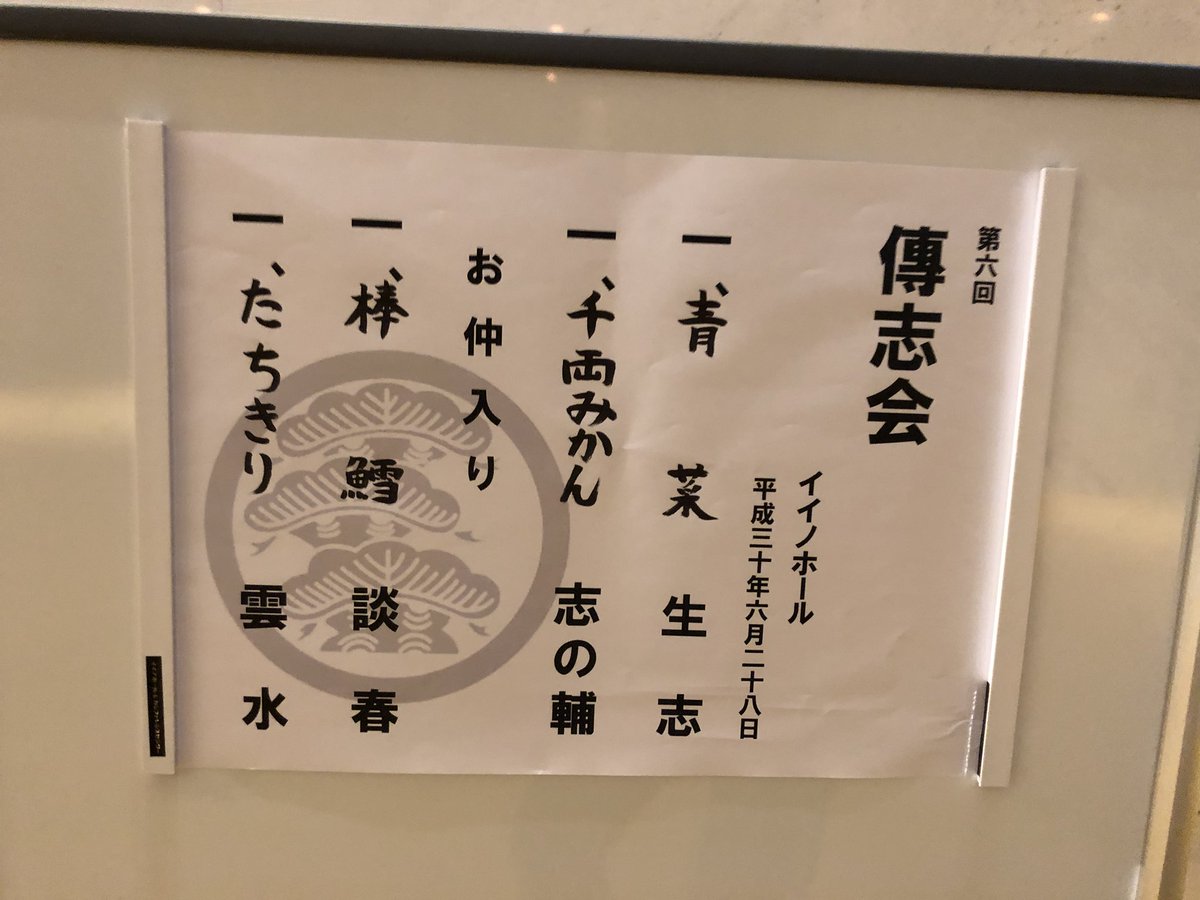 第六回
傳志会
イイノホール
平成三十年六月二十八日
一、青菜 生志
一、千両みかん 志の輔
お仲入り
一、棒鱈 談春
一、たちきり 雲水